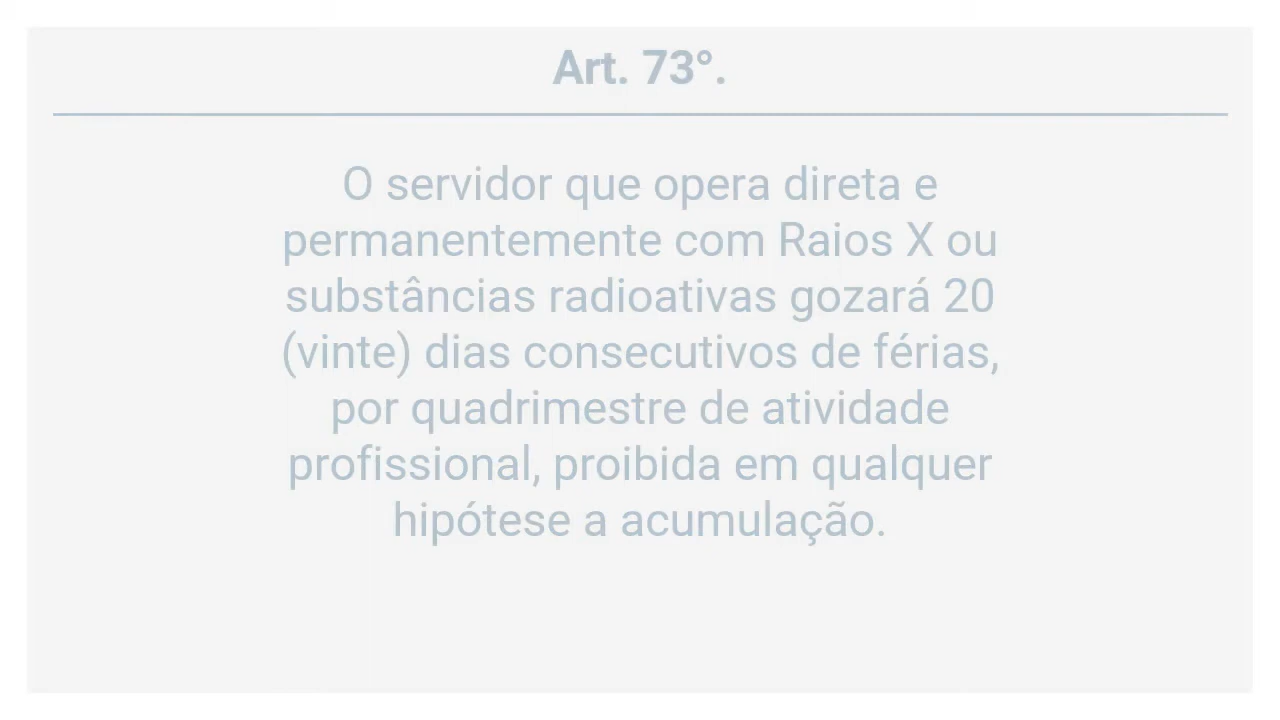 Art. 73°.
O servidor que opera direta e
permanentemente com Raios X ou
substâncias radioativas gozará 20
(vinte) dias consecutivos de férias,
por quadrimestre de atividade
profissional, proibida em qualquer
hipótese a acumulação.